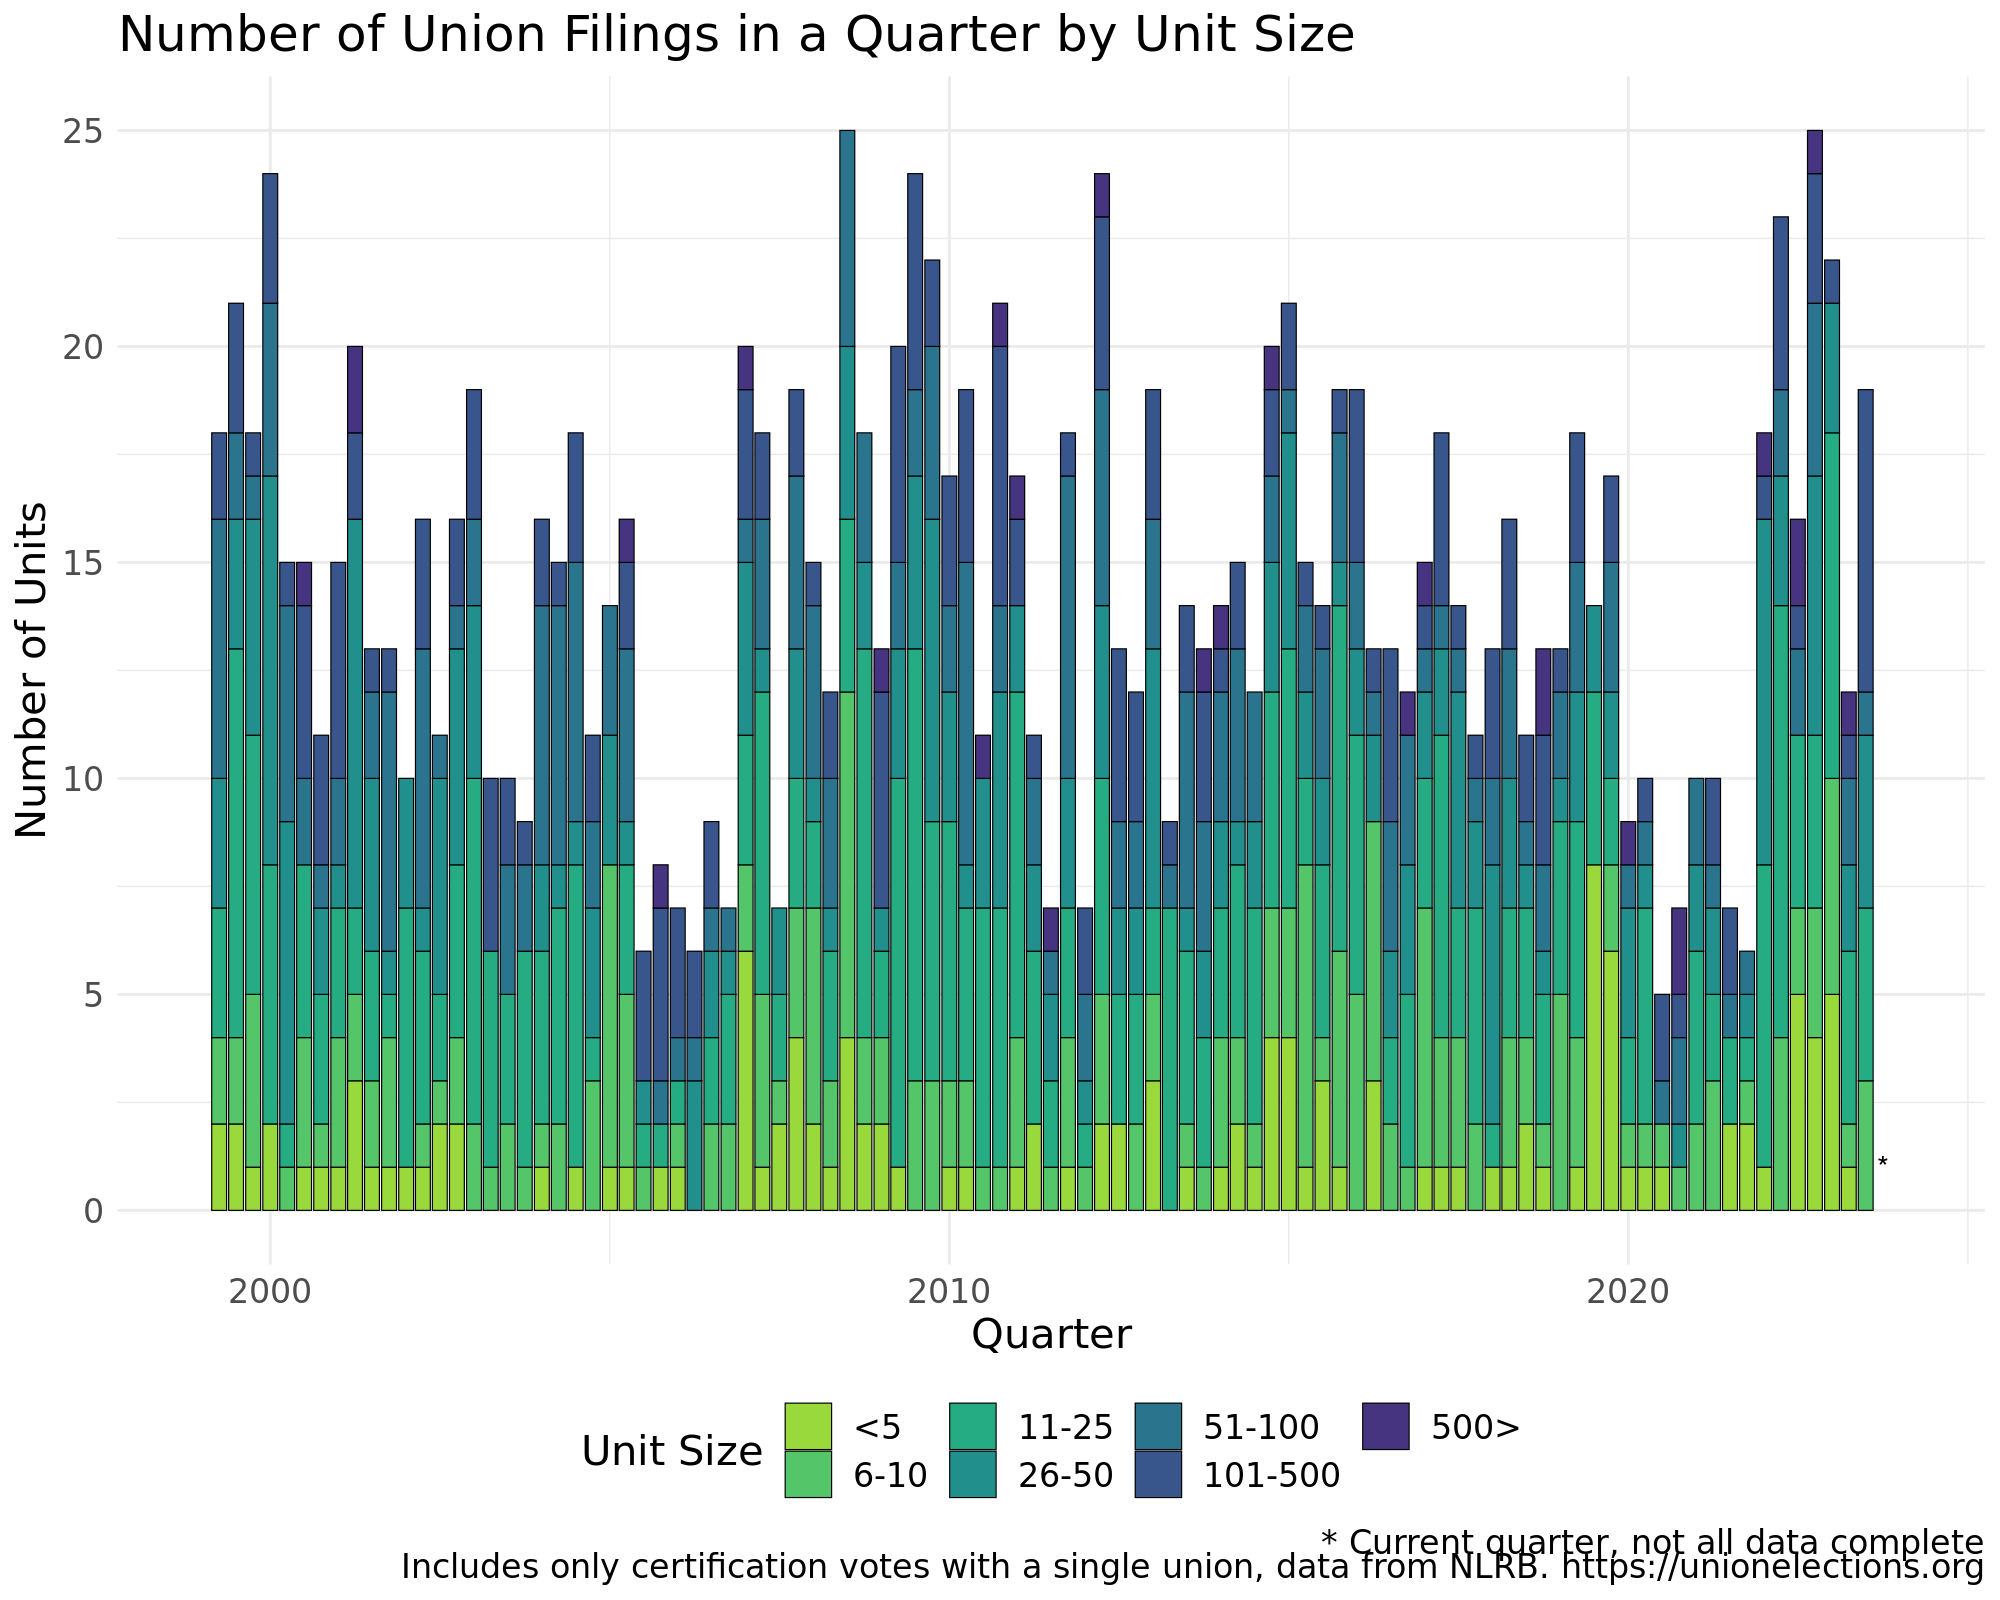 Number of Union Filings in a Quarter by Unit Size
Number of Units
25
20
15
10
5
0
*
2000 2010 2020
Quarter
Unit Size
<5 11-25 51-100 500>
6-10 26-50 101-500
* Current quarter, not all data complete
Includes only certification votes with a single union, data from NLRB. https://unionelections.org